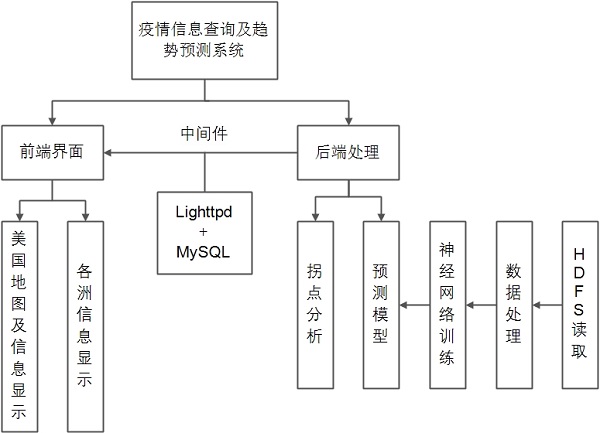 疫情信息查询及趋
势预测系统
前端界面
中间件
后端处理
Lighttpd
+
MySQL
美国地图及信息显示
各洲信息显示
拐点分析
预测模型
神经网络训练
数据处理
HDFS读取